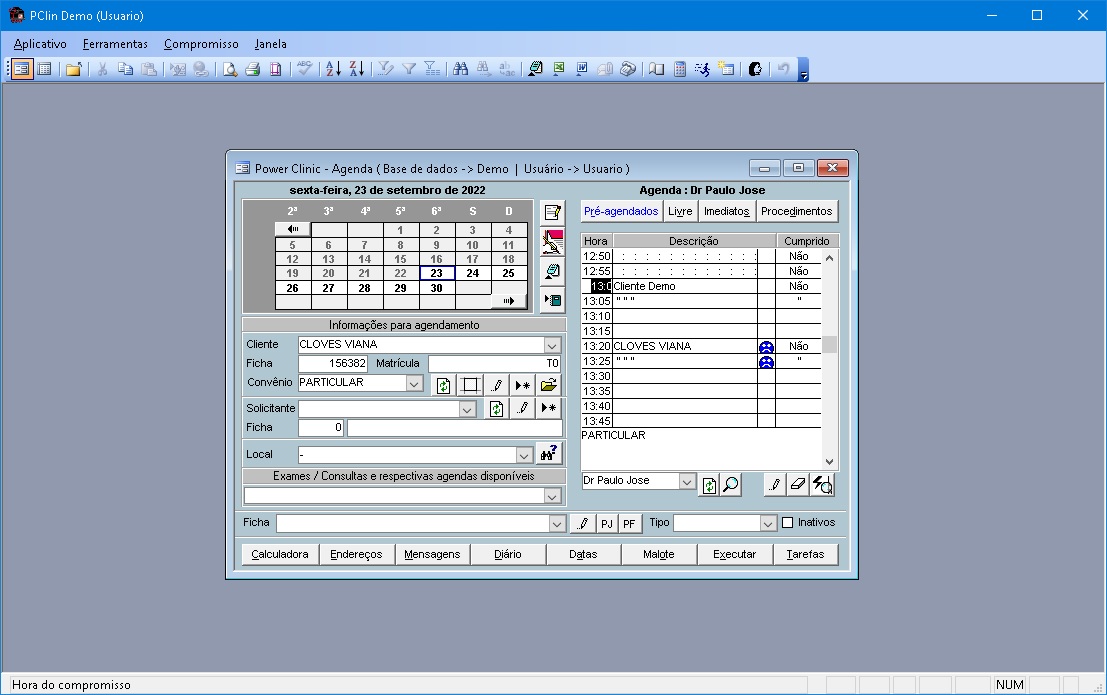 PClin Demo (Usuario)
Aplicativo Ferramentas Compromisso Janela
Power Clinic - Agenda ( Base de dados -> Demo | Usuário -> Usuario )
sexta-feira, 23 de setembro de 2022
2ª 3ª 4ª 5ª 6ª S D
1 2 3 4
5 6 7 8 9 10 11
12 13 14 15 16 17 18
19 20 21 22 23 24 25
26 27 28 29 30
Informações para agendamento
Cliente CLOVES VIANA
Ficha 156382 Matrícula T0
Convênio PARTICULAR
Solicitante
Ficha 0
Local -
Exames / Consultas e respectivas agendas disponíveis
Agenda : Dr Paulo Jose
Pré-agendados Livre Imediatos Procedimentos
Hora Descrição Cumprido
12:50 : : : : : : : : : : : : Não
12:55 : : : : : : : : : : : : Não
13:0 Cliente Demo Não
13:05 " " " "
13:10
13:15
13:20 CLOVES VIANA Não
13:25 " " " "
13:30
13:35
13:40
13:45
PARTICULAR
Dr Paulo Jose
Ficha PJ PF Tipo Inativos
Calculadora Endereços Mensagens Diário Datas Malote Executar Tarefas
Hora do compromisso NUM